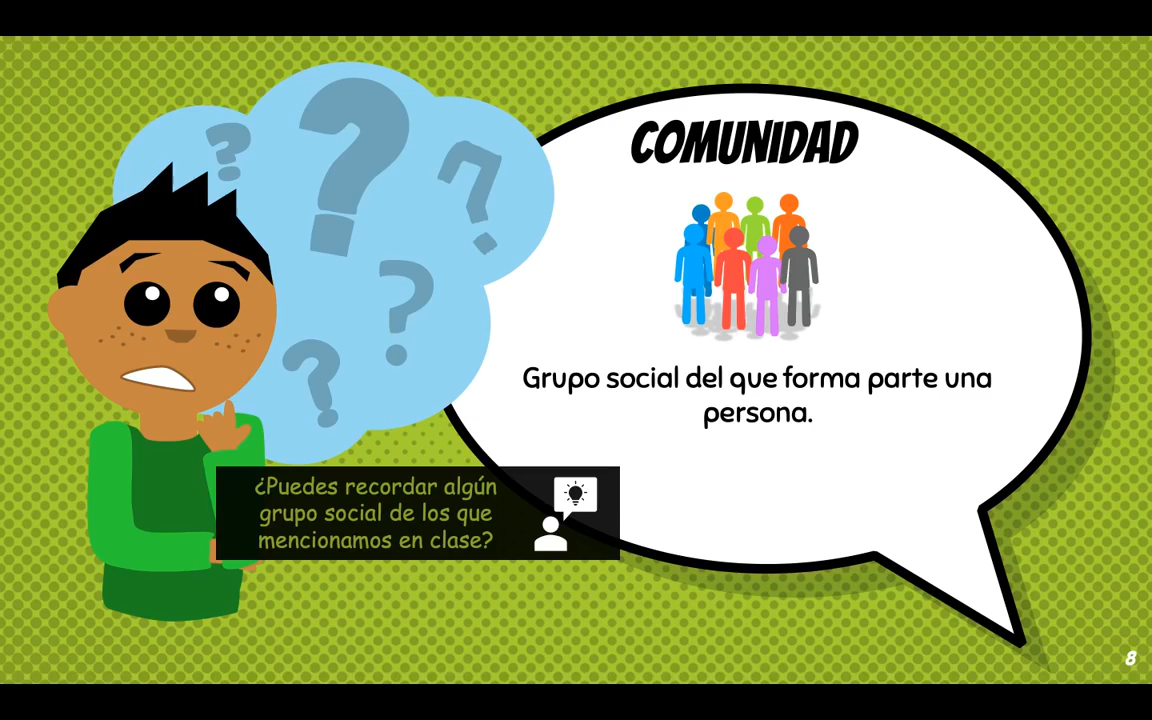 COMUNIDAD
Grupo social del que forma parte una
persona.
¿Puedes recordar algún
grupo social de los que
mencionamos en clase?
8